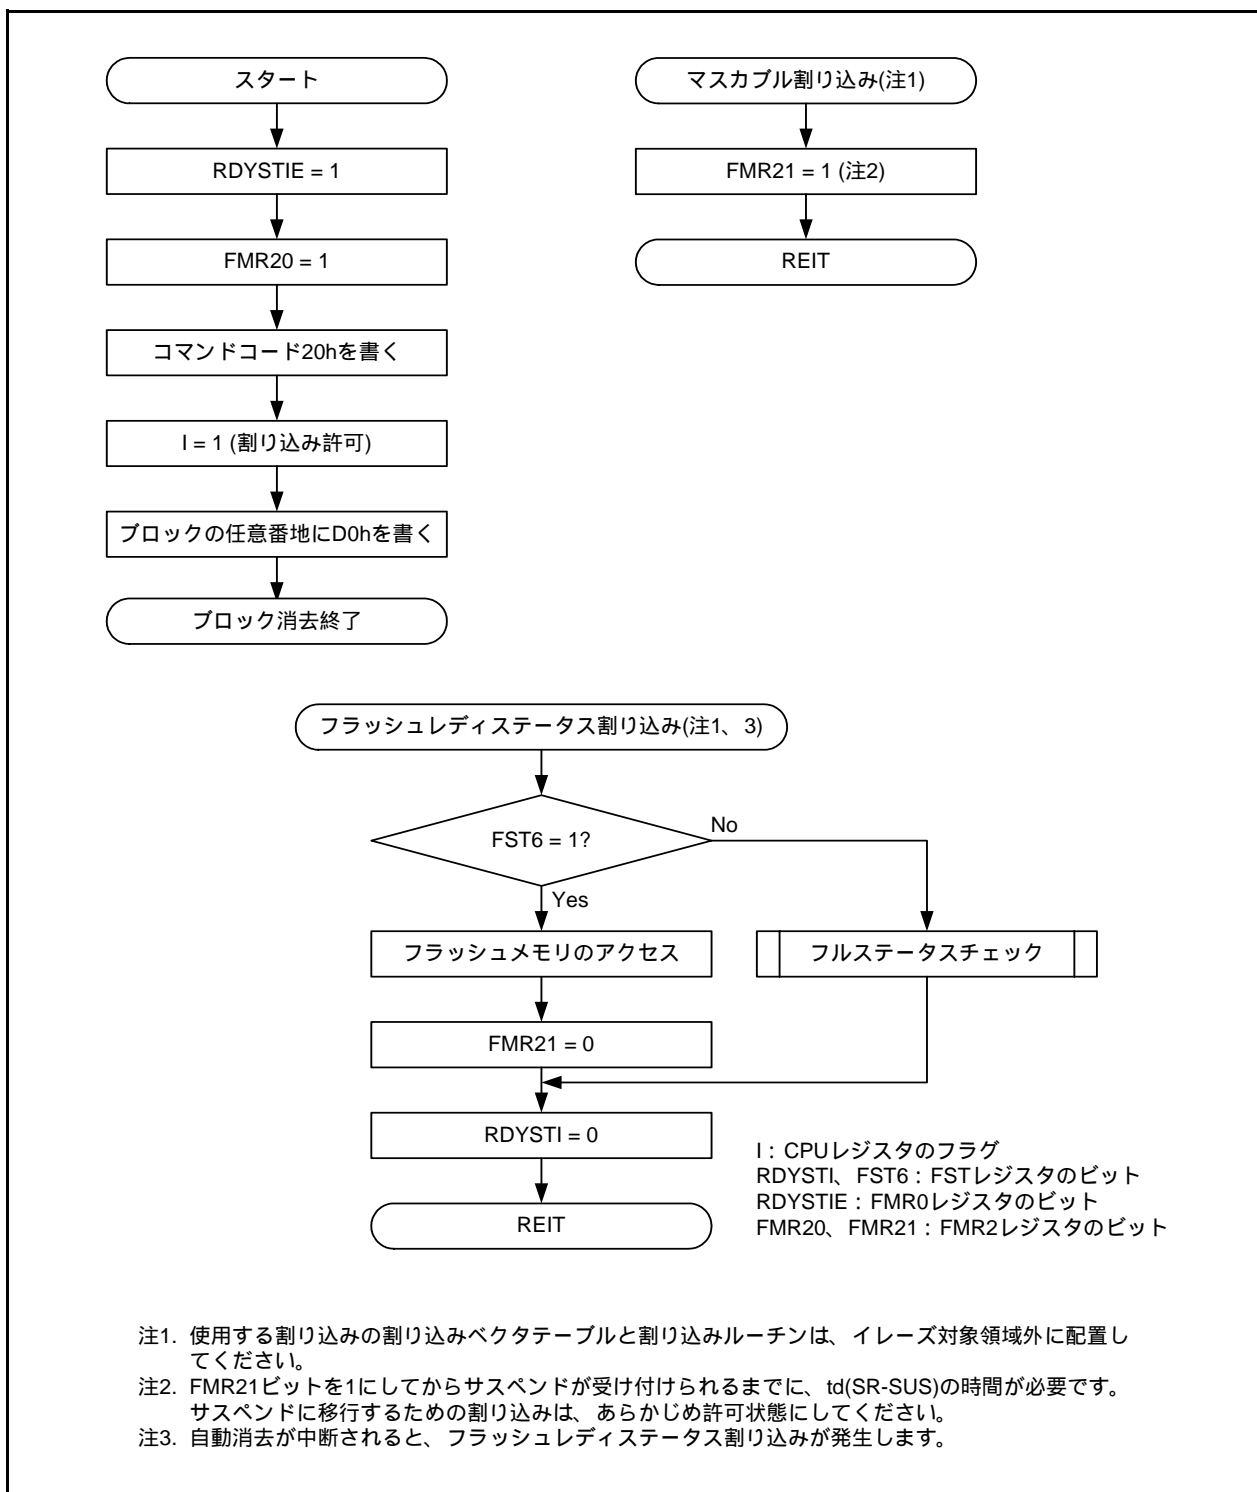 スタート
RDYSTIE = 1
FMR20 = 1
コマンドコード20hを書く
I = 1 (割り込み許可)
ブロックの任意番地にD0hを書く
ブロック消去終了
マスカブル割り込み(注1)
FMR21 = 1 (注2)
REIT
フラッシュレディステータス割り込み(注1、3)
FST6 = 1?
No
Yes
フラッシュメモリのアクセス
フルステータスチェック
FMR21 = 0
RDYSTI = 0
REIT
I：CPUレジスタのフラグ
RDYSTI、FST6：FSTレジスタのビット
RDYSTIE：FMR0レジスタのビット
FMR20、FMR21：FMR2レジスタのビット
注1. 使用する割り込みの割り込みベクタテーブルと割り込みルーチンは、イレーズ対象領域外に配置し
てください。
注2. FMR21ビットを1にしてからサスペンドが受け付けられるまでに、td(SR-SUS)の時間が必要です。
サスペンドに移行するための割り込みは、あらかじめ許可状態にしてください。
注3. 自動消去が中断されると、フラッシュレディステータス割り込みが発生します。